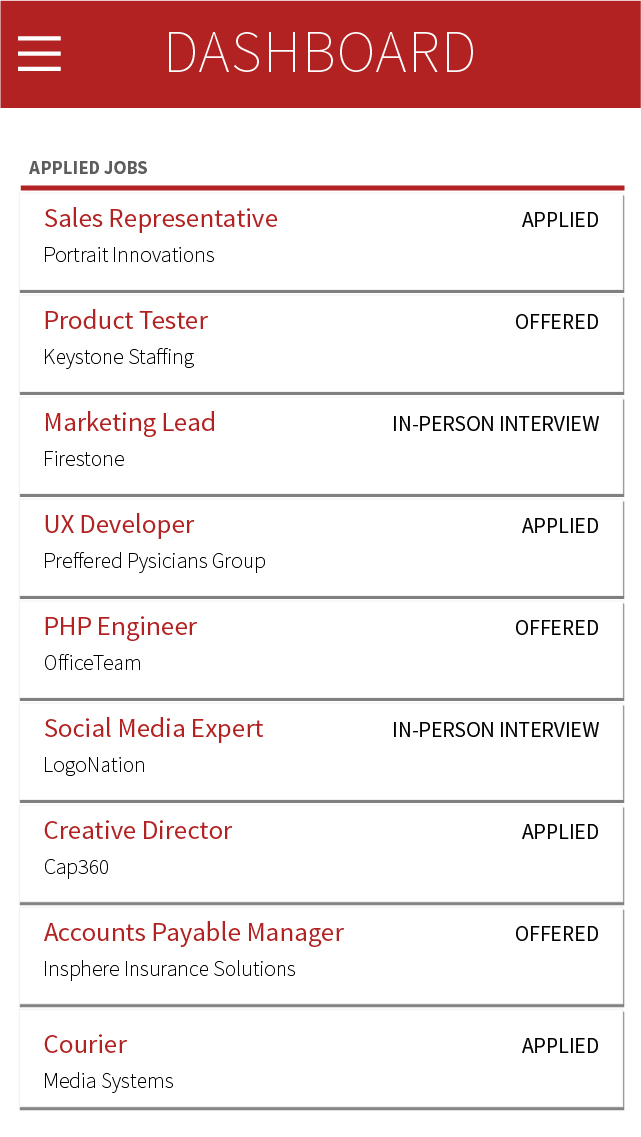 DASHBOARD
APPLIED JOBS
Sales Representative APPLIED
Portrait Innovations
Product Tester OFFERED
Keystone Staffing
Marketing Lead IN-PERSON INTERVIEW
Firestone
UX Developer APPLIED
Preffered Pysicians Group
PHP Engineer OFFERED
OfficeTeam
Social Media Expert IN-PERSON INTERVIEW
LogoNation
Creative Director APPLIED
Cap360
Accounts Payable Manager OFFERED
Insphere Insurance Solutions
Courier APPLIED
Media Systems